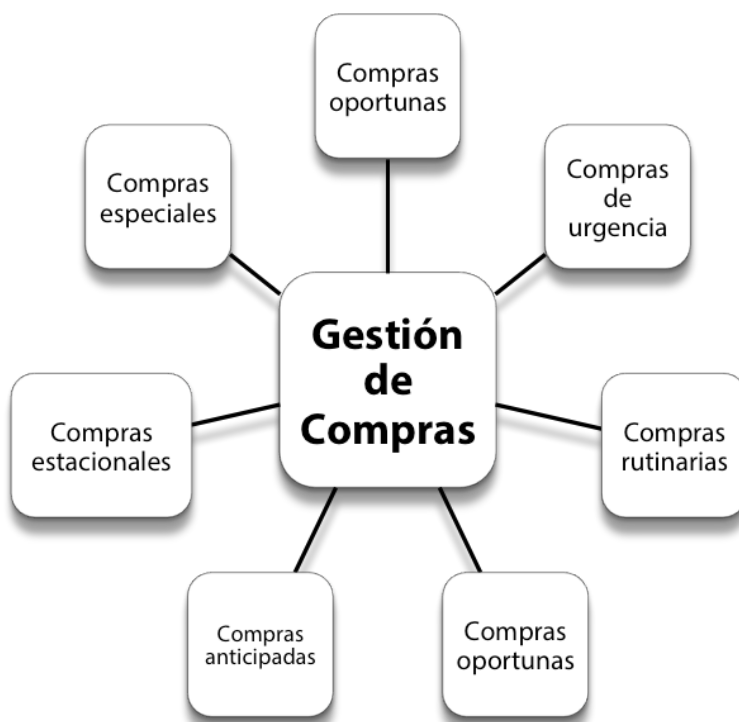 Compras
oportunas
Compras
especiales
Compras
de
urgencia
Gestión
de
Compras
Compras
estacionales
Compras
rutinarias
Compras
anticipadas
Compras
oportunas